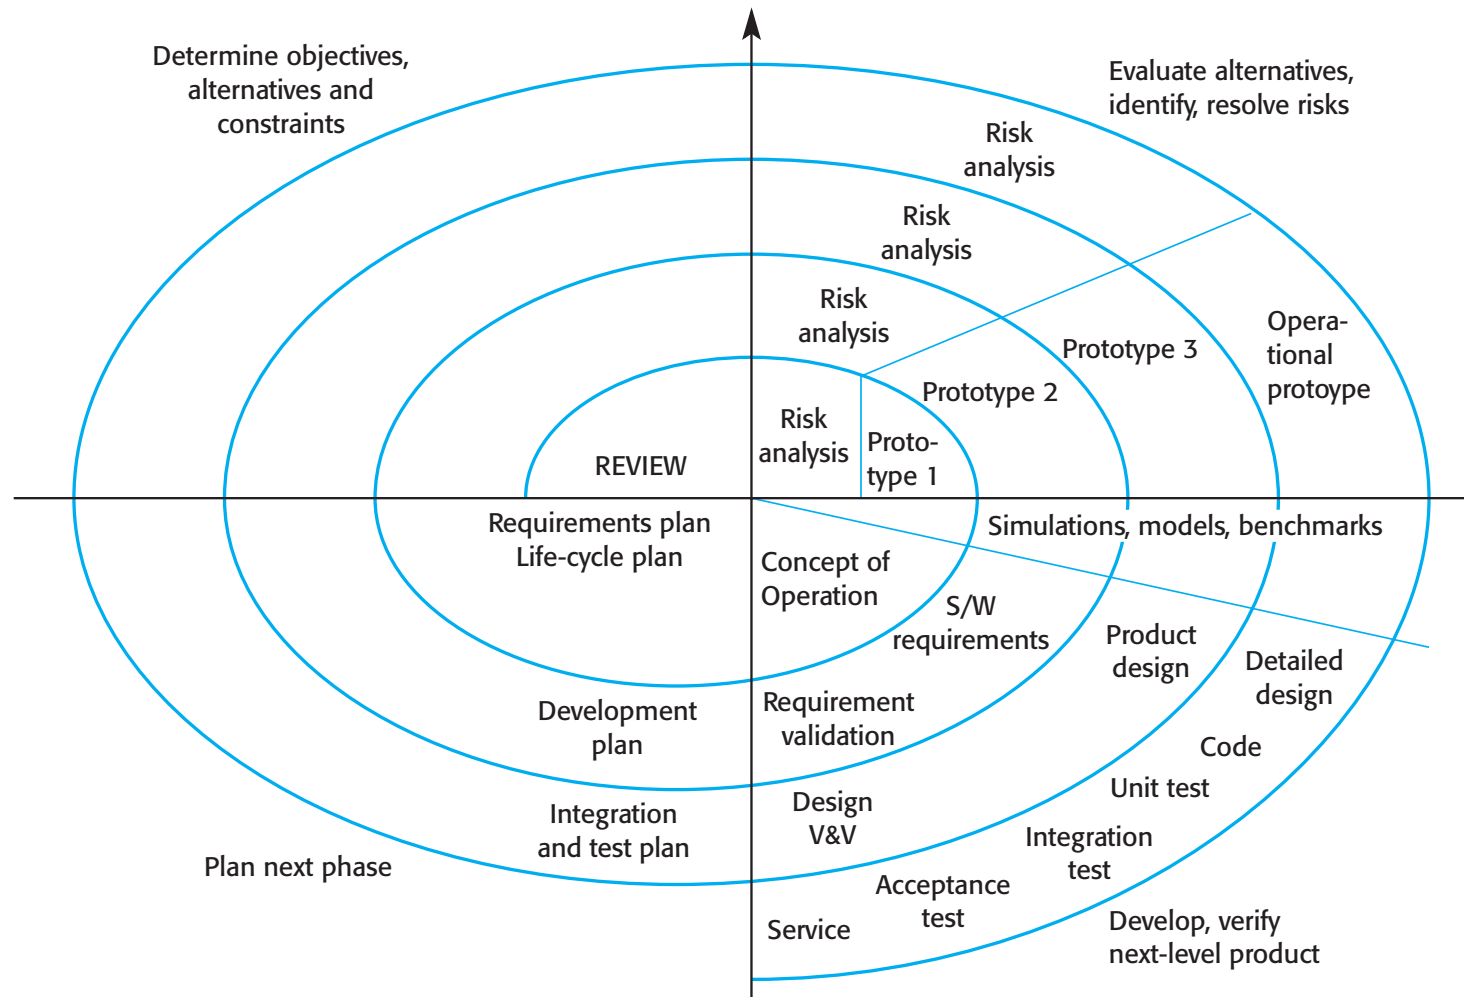 Determine objectives,
alternatives and
constraints
Evaluate alternatives,
identify, resolve risks
Risk
analysis
Risk
analysis
Risk
analysis
Risk
analysis
Proto-
type 1
Prototype 2
Prototype 3
Opera-
tional
protoype
REVIEW
Requirements plan
Life-cycle plan
Simulations, models, benchmarks
Concept of
Operation
S/W
requirements
Product
design
Detailed
design
Development
plan
Requirement
validation
Code
Unit test
Integration
and test plan
Design
V&V
Integration
test
Plan next phase
Acceptance
test
Service
Develop, verify
next-level product